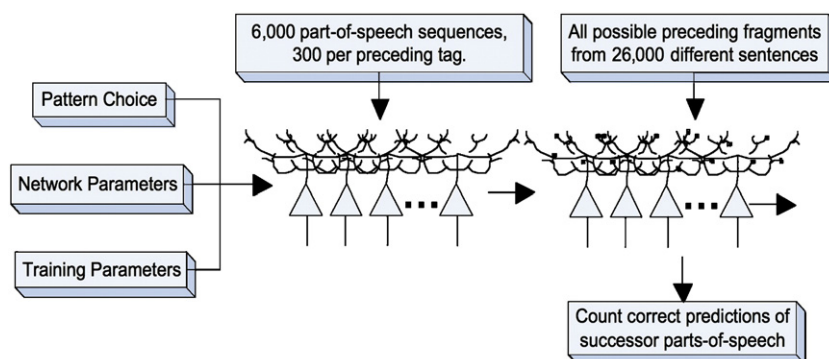 6,000 part-of-speech sequences,
300 per preceding tag.
All possible preceding fragments
from 26,000 different sentences
Pattern Choice
Network Parameters
Training Parameters
Count correct predictions of
successor parts-of-speech